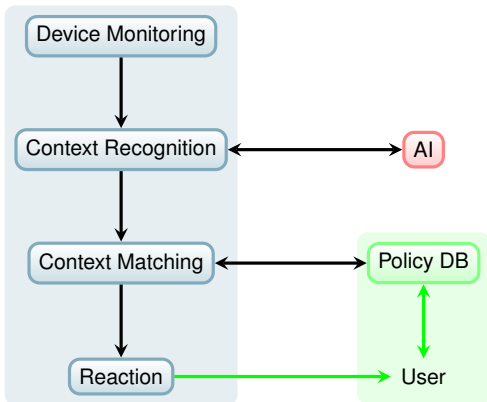 Device Monitoring
Context Recognition
AI
Context Matching
Policy DB
Reaction
User